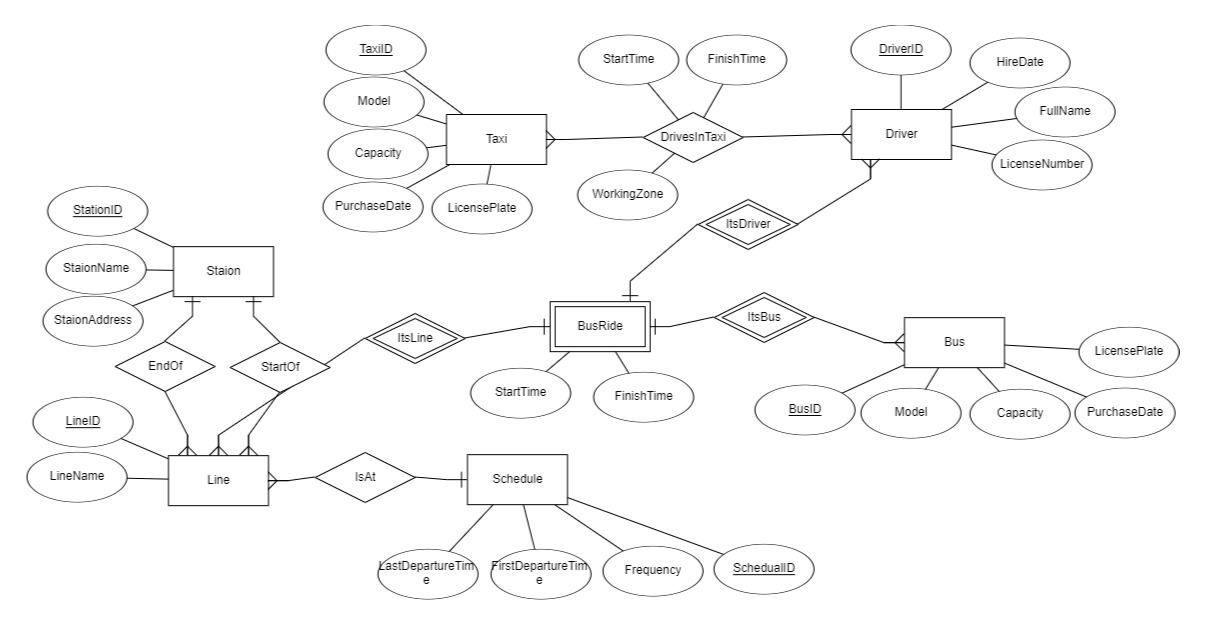 TaxiID
StartTime
FinishTime
DriverID
HireDate
Model
FullName
Taxi
DrivesInTaxi
Driver
Capacity
LicenseNumber
PurchaseDate
LicensePlate
WorkingZone
StationID
ItsDriver
StaionName
Staion
StaionAddress
BusRide
ItsBus
ItsLine
Bus
LicensePlate
EndOf
StartOf
StartTime
FinishTime
BusID
Model
Capacity
PurchaseDate
LineID
LineName
Line
IsAt
Schedule
LastDepartureTim
e
FirstDepartureTim
e
Frequency
SchedualID